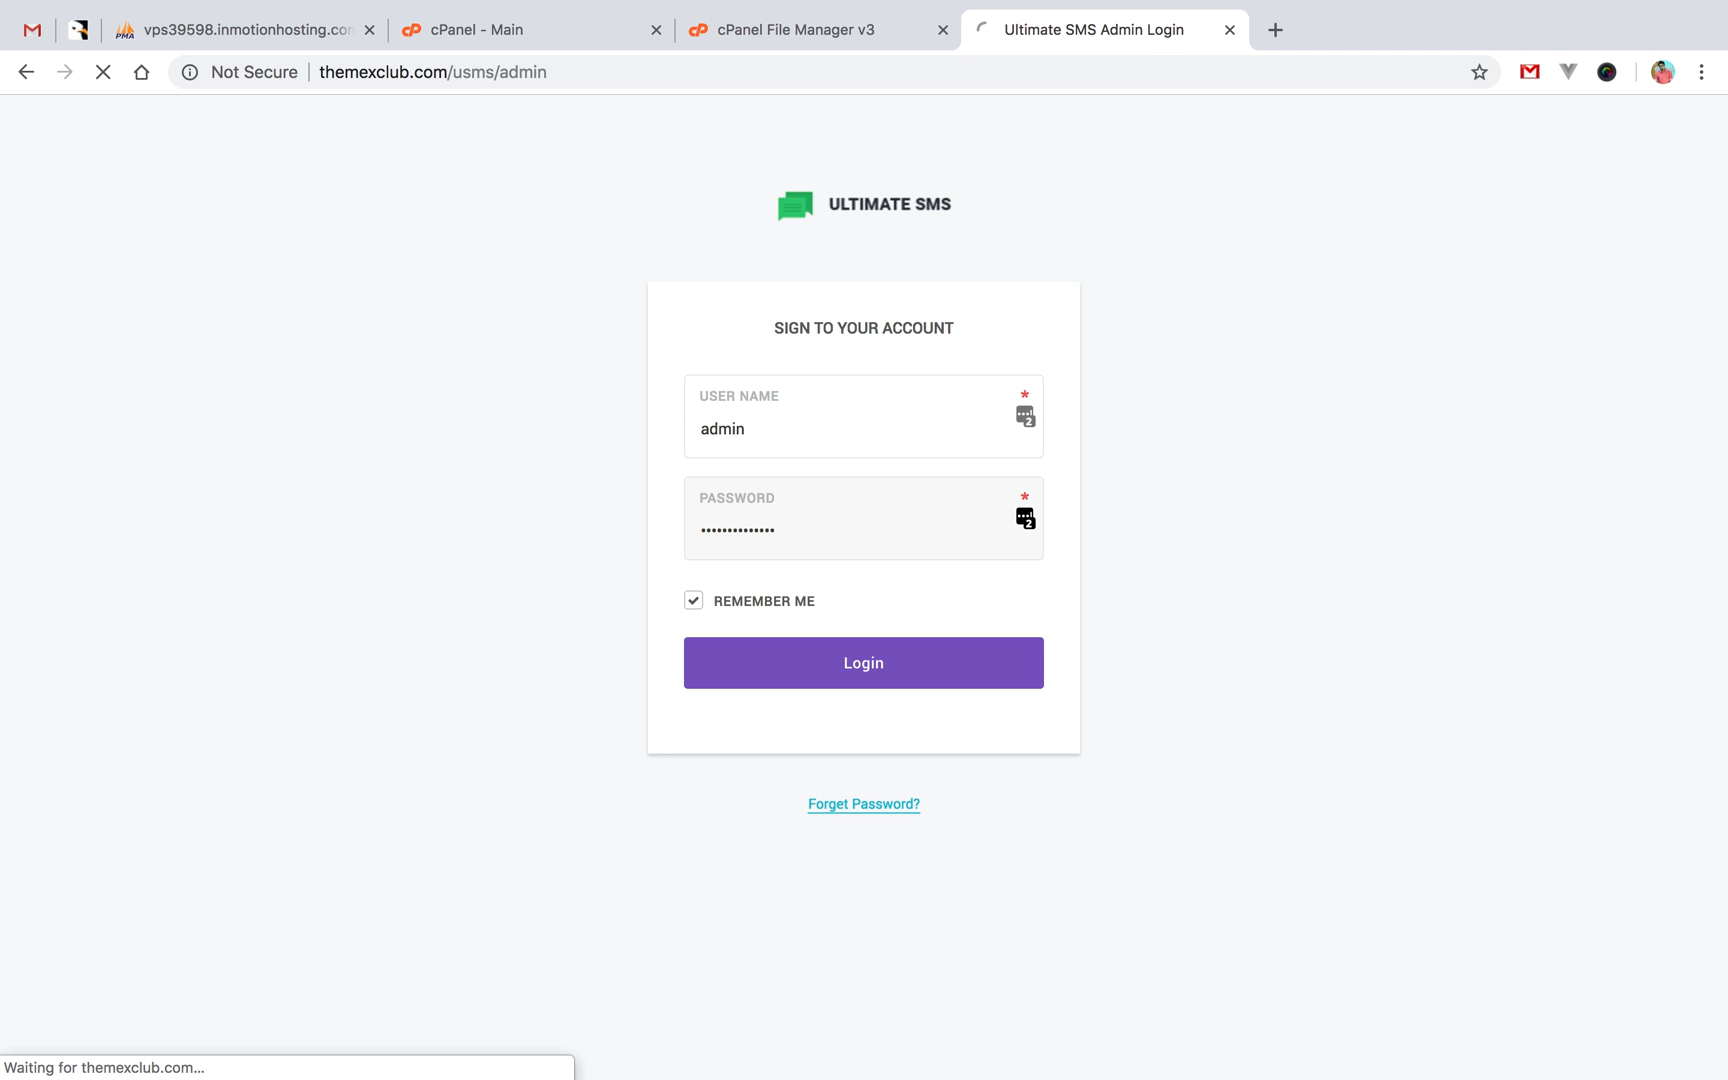 vps39598.inmotionhosting.con
cPanel - Main
cPanel File Manager v3
Ultimate SMS Admin Login
Not Secure
themexclub.com/usms/admin
ULTIMATE SMS
SIGN TO YOUR ACCOUNT
USER NAME *
admin
PASSWORD *
••••••••••••••
REMEMBER ME
Login
Forget Password?
Waiting for themexclub.com...